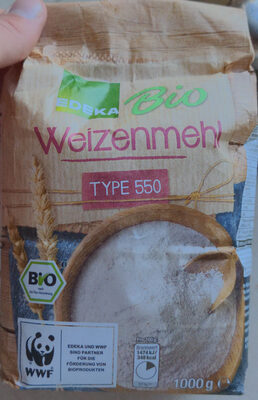 EDEKA Bio
Weizenmehl
TYPE 550
BIO
EDEKA UND WWF
SIND PARTNER
FÜR DIE
FÖRDERUNG VON
BIOPRODUKTEN
WWF
1000 g e